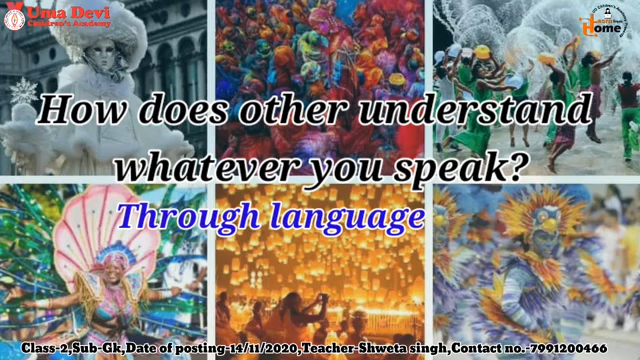 Uma Devi
Children's Academy
Home
How does other understand
whatever you speak?
Through language
Class-2,Sub-Gk,Date of posting-14/11/2020,Teacher-Shweta singh,Contact no.-7991200466